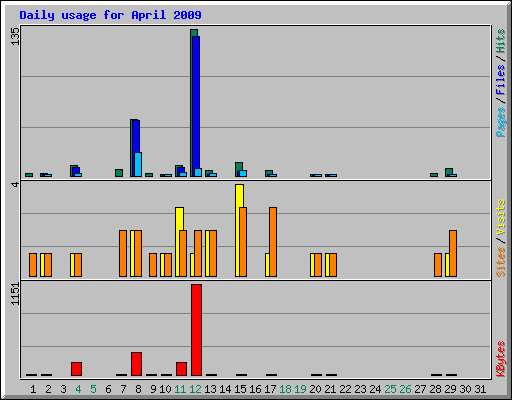 Daily usage for April 2009
135
Pages / Files / Hits
4
Sites / Visits
1151
KBytes
1 2 3 4 5 6 7 8 9 10 11 12 13 14 15 16 17 18 19 20 21 22 23 24 25 26 27 28 29 30 31